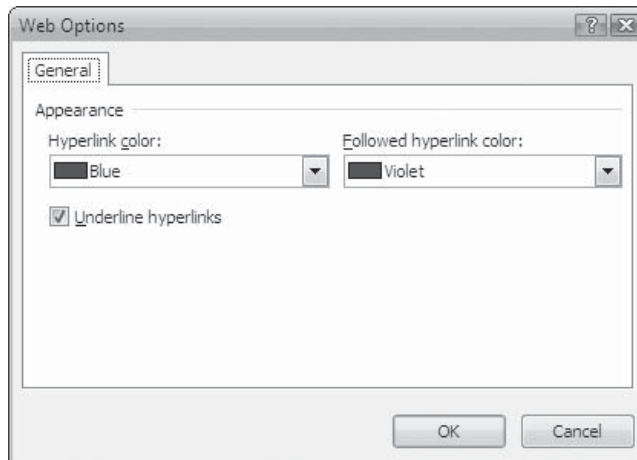 Web Options
General
Appearance
Hyperlink color:
Followed hyperlink color:
Blue
Violet
Underline hyperlinks
OK
Cancel